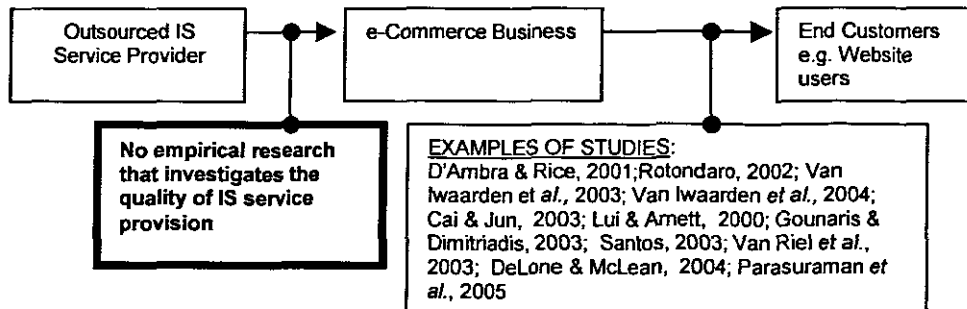 Outsourced IS
Service Provider
e-Commerce Business
End Customers
e.g. Website
users
No empirical research
that investigates the
quality of IS service
provision
EXAMPLES OF STUDIES:
D'Ambra & Rice, 2001;Rotondaro, 2002; Van
Iwaarden et al., 2003; Van Iwaarden et al., 2004;
Cai & Jun, 2003; Lui & Arnett, 2000; Gounaris &
Dimitriadis, 2003; Santos, 2003; Van Riel et al.,
2003; DeLone & McLean, 2004; Parasuraman et
al., 2005